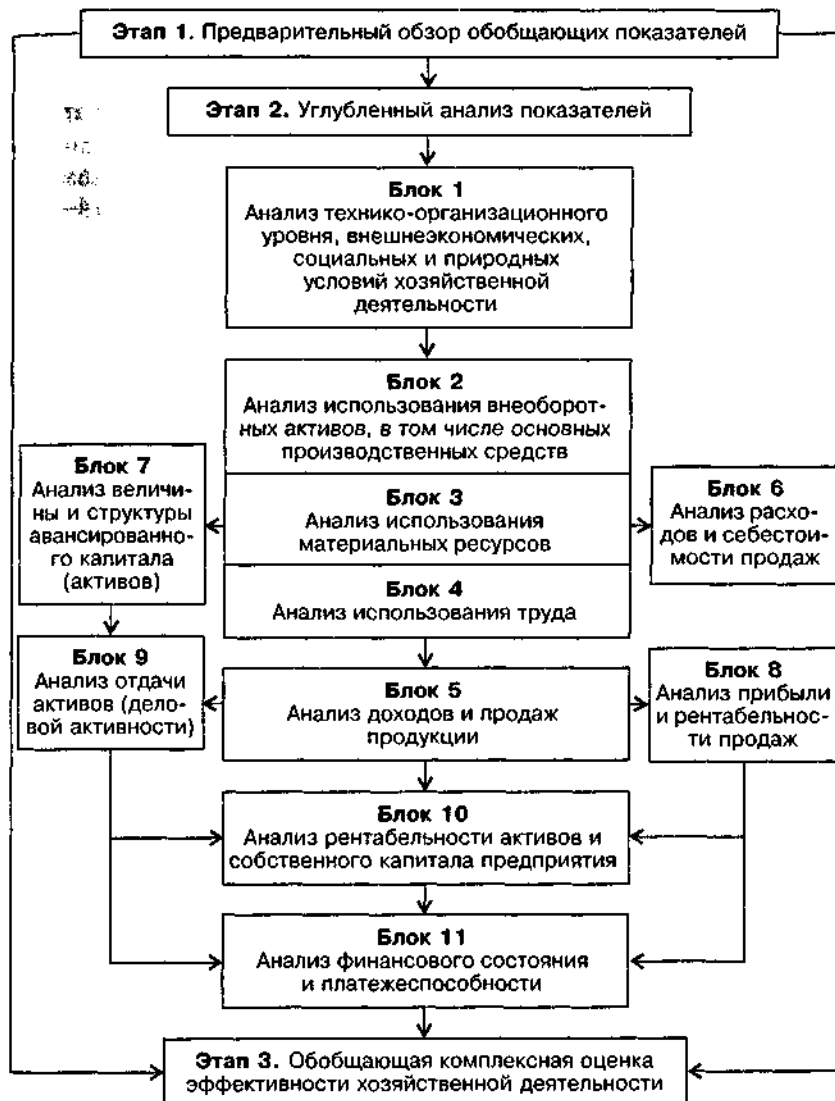 Этап 1. Предварительный обзор обобщающих показателей
Этап 2. Углубленный анализ показателей
Блок 1
Анализ технико-организационного
уровня, внешнеэкономических,
социальных и природных
условий хозяйственной
деятельности
Блок 2
Анализ использования внеоборот-
ных активов, в том числе основных
производственных средств
Блок 7
Анализ величи-
ны и структуры
авансированно-
го капитала
(активов)
Блок 3
Анализ использования
материальных ресурсов
Блок 6
Анализ расхо-
дов и себесто-
имости продаж
Блок 4
Анализ использования труда
Блок 9
Анализ отдачи
активов (дело-
вой активности)
Блок 5
Анализ доходов и продаж
продукции
Блок 8
Анализ прибыли
и рентабельнос-
ти продаж
Блок 10
Анализ рентабельности активов и
собственного капитала предприятия
Блок 11
Анализ финансового состояния
и платежеспособности
Этап 3. Обобщающая комплексная оценка
эффективности хозяйственной деятельности